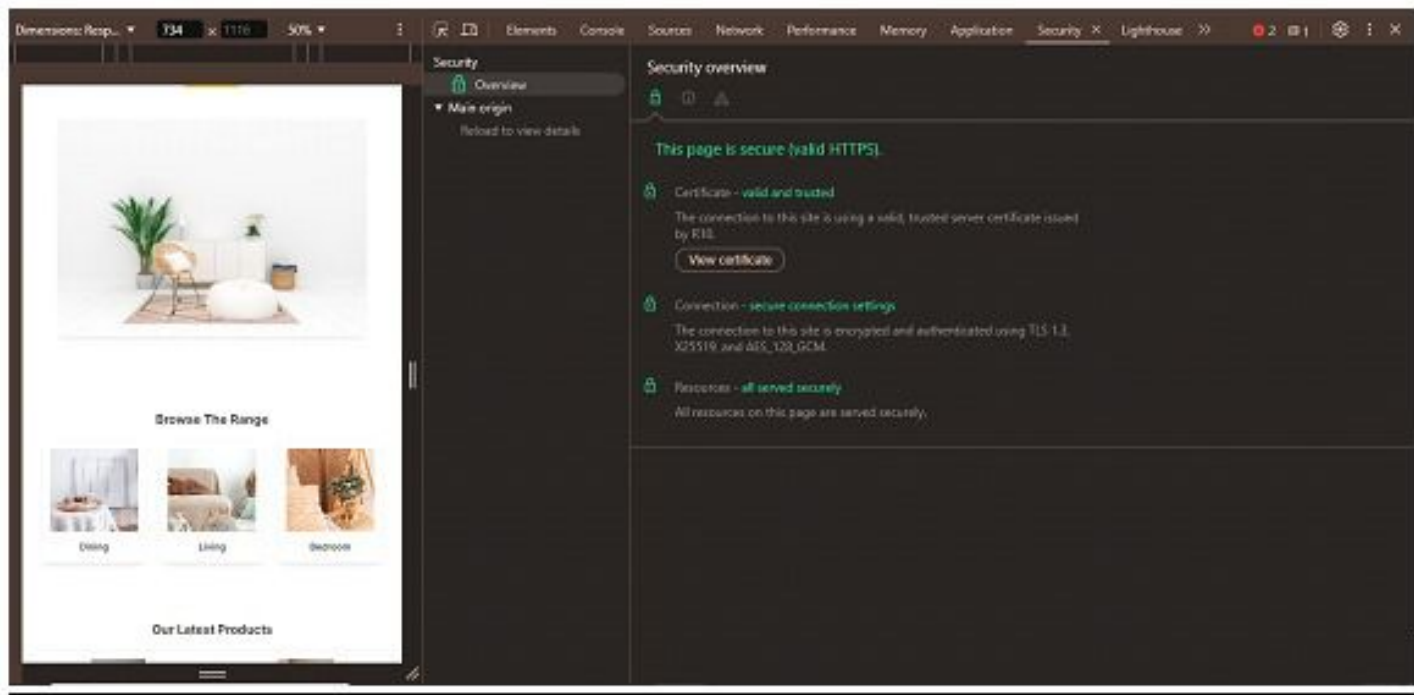 Dimensions: Resp... ▼ 734 × 1116 50% ▼
Elements Console Sources Network Performance Memory Application Security × Lighthouse » 2 1
Security
Overview
▼ Main origin
Reload to view details
Security overview
This page is secure (valid HTTPS).
Certificate - valid and trusted
The connection to this site is using a valid, trusted server certificate issued
by R10.
View certificate
Connection - secure connection settings
The connection to this site is encrypted and authenticated using TLS 1.3,
X25519, and AES_128_GCM.
Resources - all served securely
All resources on this page are served securely.
Browse The Range
Dining Living Bedroom
Our Latest Products